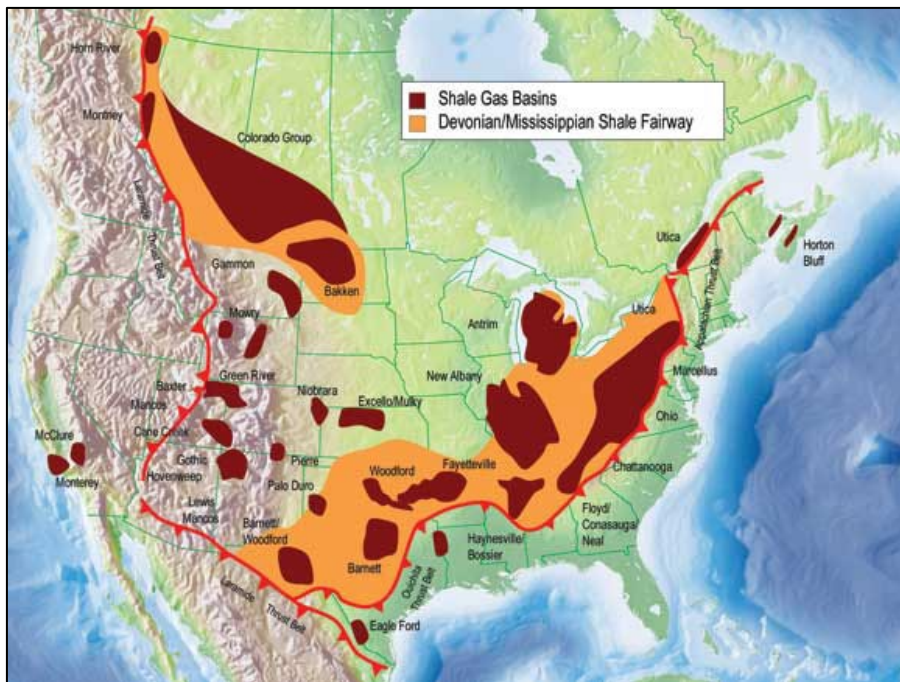 Horn River
Shale Gas Basins
Devonian/Mississippian Shale Fairway
Montney
Colorado Group
Laramide
Thrust Belt
Utica
Horton
Bluff
Appalachian Thrust Belt
Gammon
Bakken
Mowry
Antrim
Utica
Marcellus
Green River
New Albany
Baxter
Mancos
Niobrara
Excello/Mulky
Ohio
McClure
Cane Creek
Monterey
Gothic
Hovenweep
Pierre
Woodford
Fayetteville
Chattanooga
Palo Duro
Lewis
Mancos
Barnett/
Woodford
Floyd/
Conasauga/
Neal
Haynesville/
Bossier
Barnett
Ouchita
Thrust Belt
Laramide
Thrust Belt
Eagle Ford